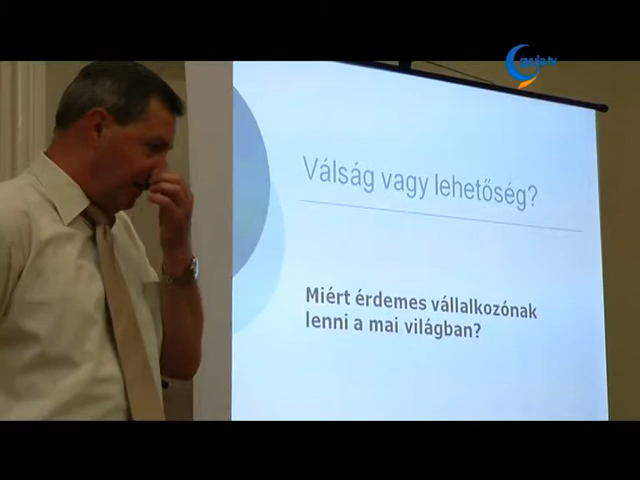 Válság vagy lehetőség?
Miért érdemes vállalkozónak
lenni a mai világban?